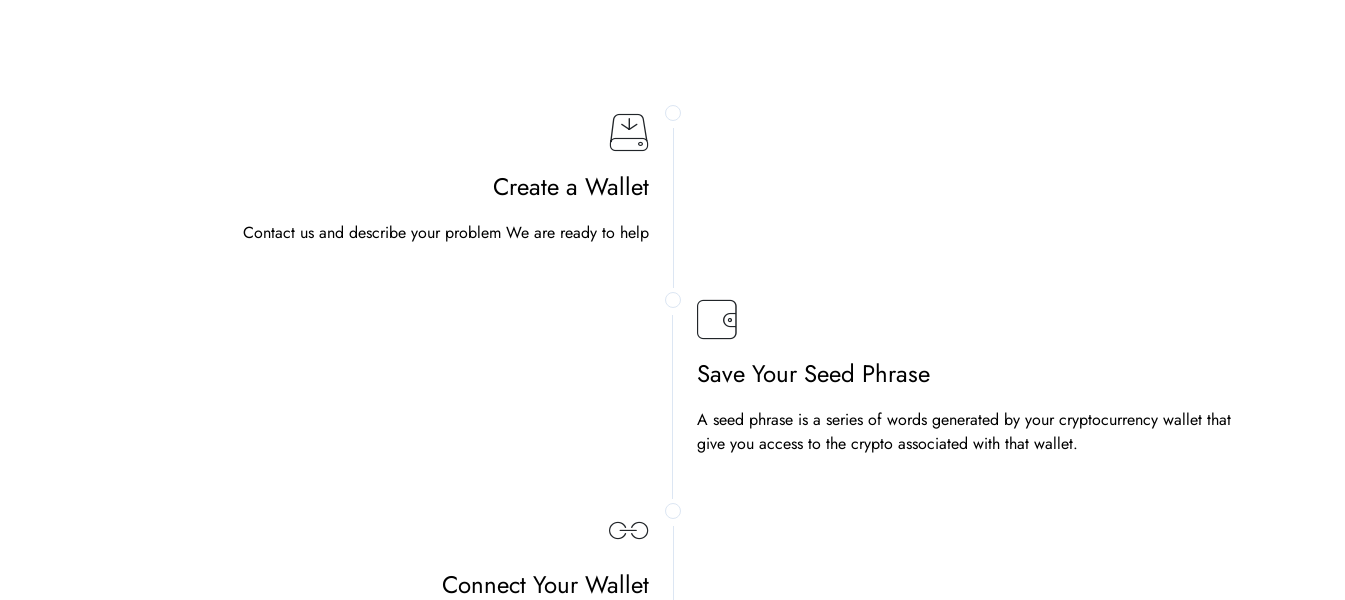 Create a Wallet
Contact us and describe your problem We are ready to help
Save Your Seed Phrase
A seed phrase is a series of words generated by your cryptocurrency wallet that
give you access to the crypto associated with that wallet.
Connect Your Wallet